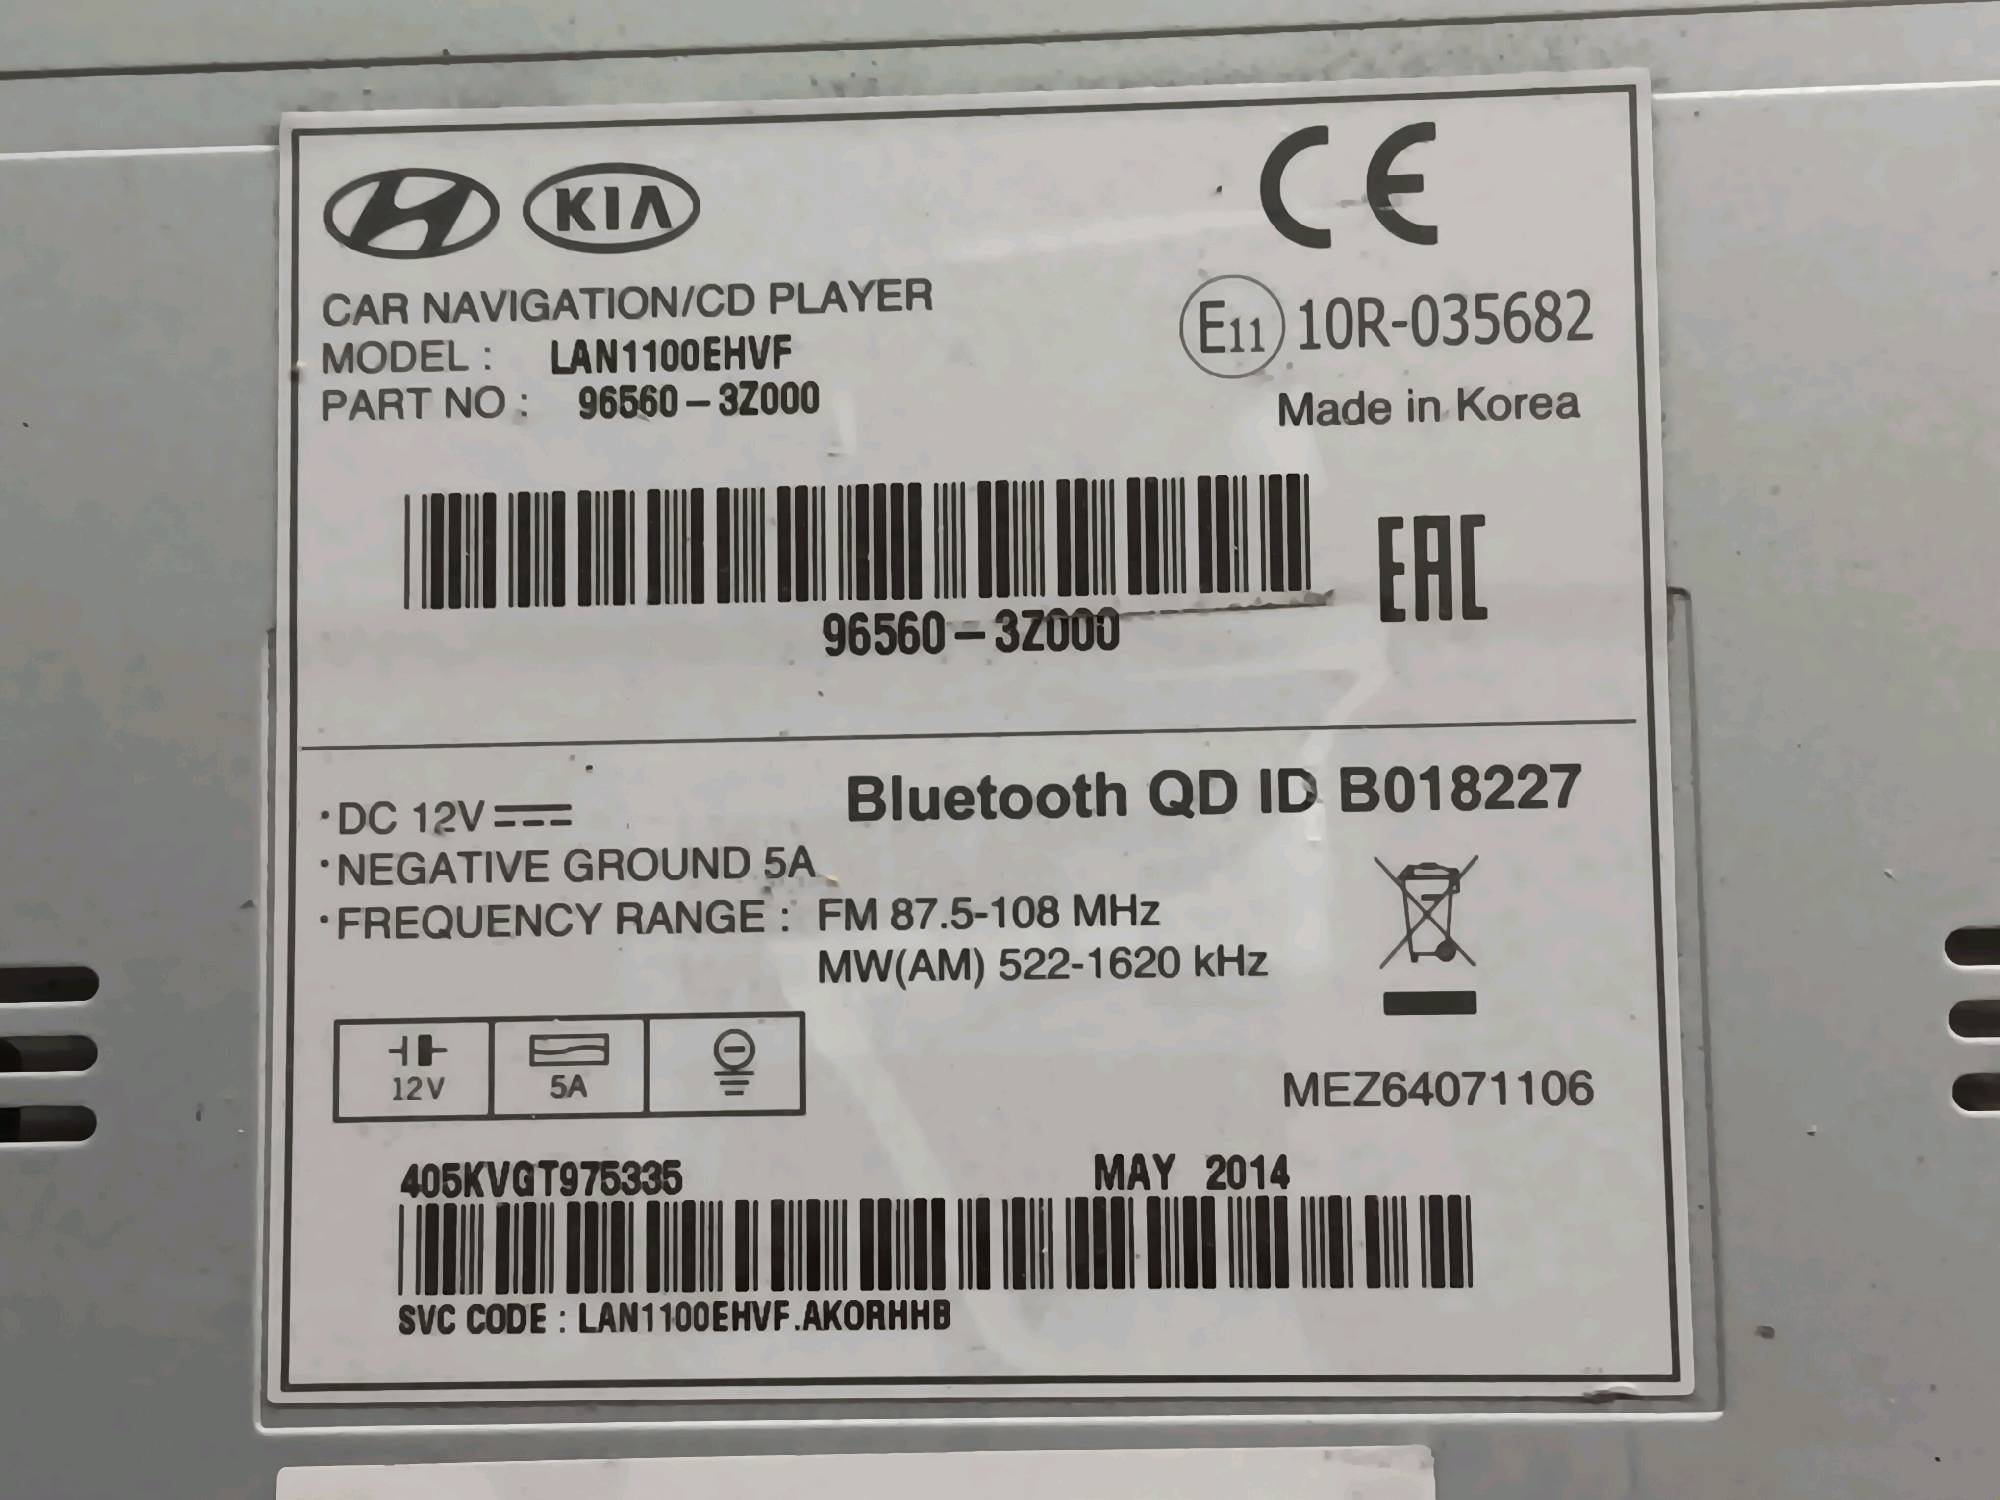 KIA
CE
CAR NAVIGATION/CD PLAYER
MODEL : LAN1100EHVF
PART NO : 96560-3Z000
E11 10R-035682
Made in Korea
EAC
96560-3Z000
Bluetooth QD ID B018227
·DC 12V
·NEGATIVE GROUND 5A
·FREQUENCY RANGE : FM 87.5-108 MHz
MW(AM) 522-1620 kHz
12V 5A
MEZ64071106
405KVGT975335 MAY 2014
SVC CODE : LAN1100EHVF.AKORHHB